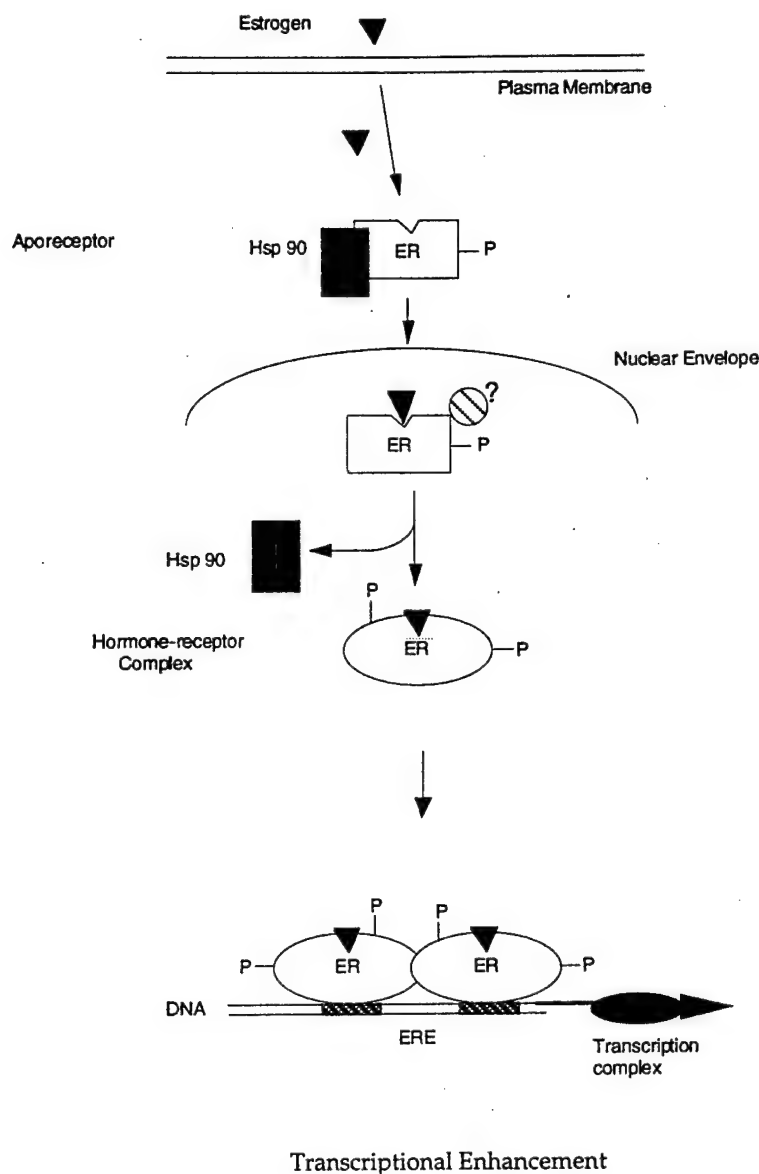 Estrogen
Plasma Membrane
Aporeceptor
Hsp 90
ER
P
Nuclear Envelope
?
ER
P
Hsp 90
P
Hormone-receptor
Complex
ER
P
P
P
P
ER
ER
P
DNA
ERE
Transcription
complex
Transcriptional Enhancement